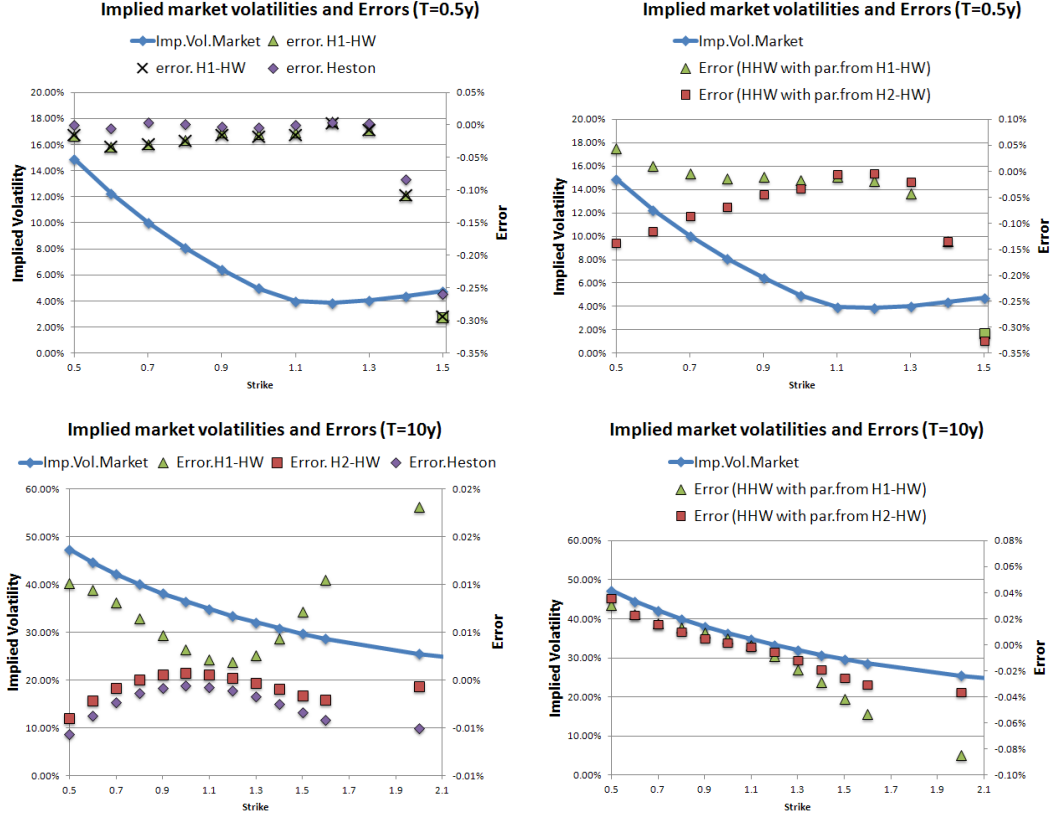 Implied market volatilities and Errors (T=0.5y)
Imp.Vol.Market error. H1-HW
error. H1-HW error. Heston
20.00% 0.05%
18.00% 0.00%
16.00% -0.05%
14.00% -0.10%
12.00% -0.15%
10.00% -0.20%
8.00% -0.25%
6.00% -0.30%
4.00% -0.35%
2.00%
0.00%
Implied Volatility
Error
0.5 0.7 0.9 1.1 1.3 1.5
Strike
Implied market volatilities and Errors (T=0.5y)
Imp.Vol.Market
Error (HHW with par.from H1-HW)
Error (HHW with par.from H2-HW)
20.00% 0.10%
18.00% 0.05%
16.00% 0.00%
14.00% -0.05%
12.00% -0.10%
10.00% -0.15%
8.00% -0.20%
6.00% -0.25%
4.00% -0.30%
2.00% -0.35%
0.00%
Implied Volatility
Error
0.5 0.7 0.9 1.1 1.3 1.5
Strike
Implied market volatilities and Errors (T=10y)
Imp.Vol.Market Error.H1-HW Error. H2-HW Error.Heston
60.00% 0.02%
50.00% 0.02%
40.00% 0.01%
30.00% 0.01%
20.00% 0.00%
10.00% -0.01%
0.00% -0.01%
Implied Volatility
Error
0.5 0.7 0.9 1.1 1.3 1.5 1.7 1.9 2.1
Strike
Implied market volatilities and Errors (T=10y)
Imp.Vol.Market
Error (HHW with par.from H1-HW)
Error (HHW with par.from H2-HW)
60.00% 0.08%
50.00% 0.06%
40.00% 0.04%
30.00% 0.02%
20.00% 0.00%
10.00% -0.02%
0.00% -0.04%
-0.06%
-0.08%
-0.10%
Implied Volatility
Error
0.5 0.7 0.9 1.1 1.3 1.5 1.7 1.9 2.1
Strike